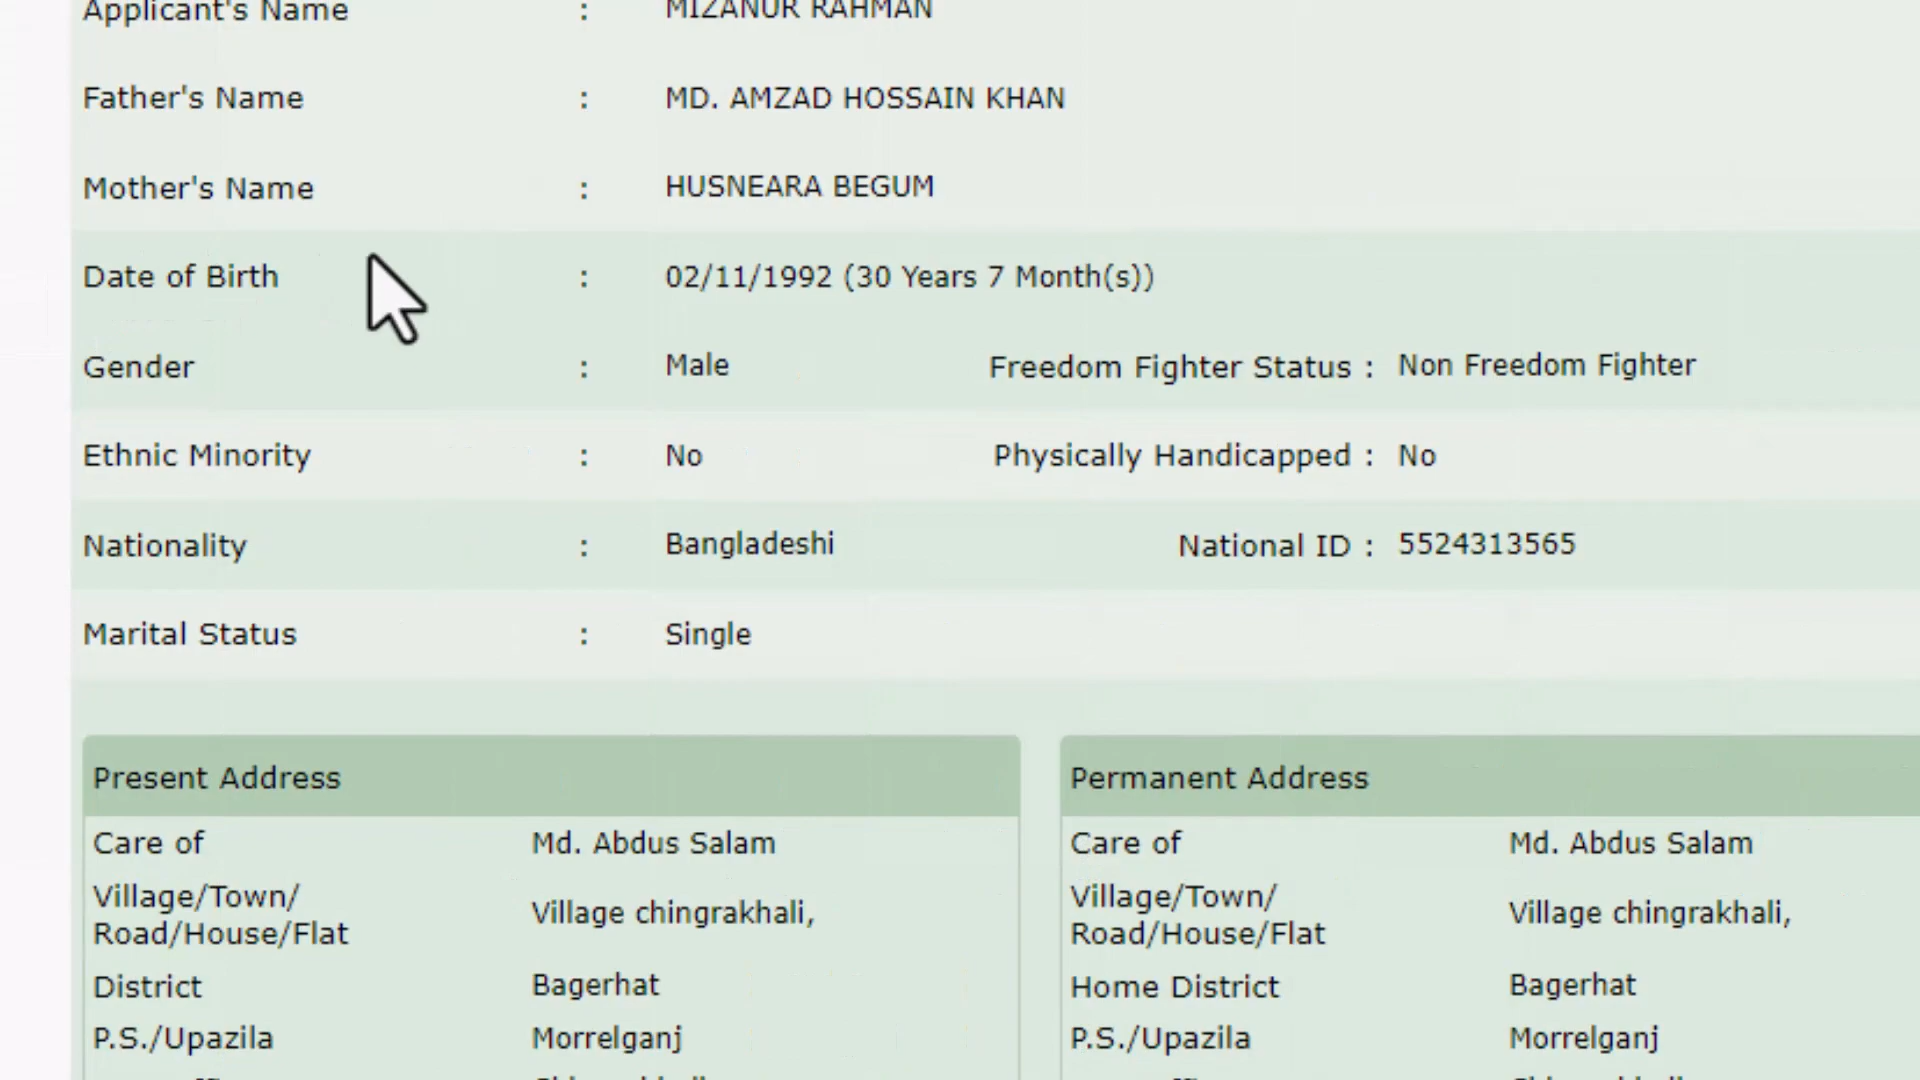 Applicant's Name : MIZANUR RAHMAN
Father's Name : MD. AMZAD HOSSAIN KHAN
Mother's Name : HUSNEARA BEGUM
Date of Birth : 02/11/1992 (30 Years 7 Month(s))
Gender : Male Freedom Fighter Status : Non Freedom Fighter
Ethnic Minority : No Physically Handicapped : No
Nationality : Bangladeshi National ID : 5524313565
Marital Status : Single
Present Address
Care of Md. Abdus Salam
Village/Town/
Road/House/Flat Village chingrakhali,
District Bagerhat
P.S./Upazila Morrelganj
Permanent Address
Care of Md. Abdus Salam
Village/Town/
Road/House/Flat Village chingrakhali,
Home District Bagerhat
P.S./Upazila Morrelganj